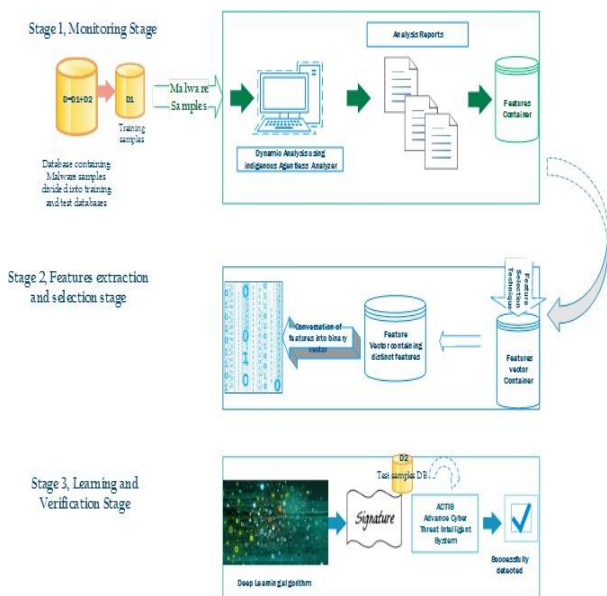 Stage 1, Monitoring Stage
Analysis Reports
D=D1+D2
D1
Malware
Samples
Training
samples
Features
Container
Database containing
Malware samples
divided into training
and test databases
Dynamic Analysis using
indigenous Agentless Analyzer
Stage 2, Features extraction
and selection stage
Feature
Selection
Technique
Conversation of
features into binary
vector
Feature
Vector containing
distinct features
Features
vector
Container
Stage 3, Learning and
Verification Stage
D2
Test samples DB
Signature
ACTIS
Advance Cyber
Threat Intelligent
System
Successfully
detected
Deep Learning algorithm